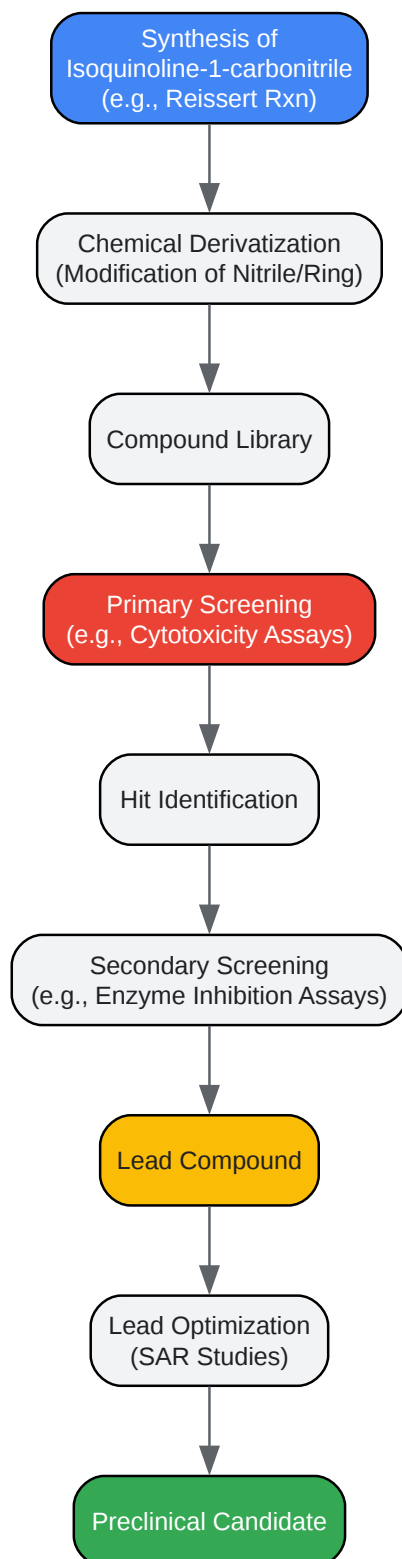 Synthesis of
Isoquinoline-1-carbonitrile
(e.g., Reissert Rxn)
Chemical Derivatization
(Modification of Nitrile/Ring)
Compound Library
Primary Screening
(e.g., Cytotoxicity Assays)
Hit Identification
Secondary Screening
(e.g., Enzyme Inhibition Assays)
Lead Compound
Lead Optimization
(SAR Studies)
Preclinical Candidate